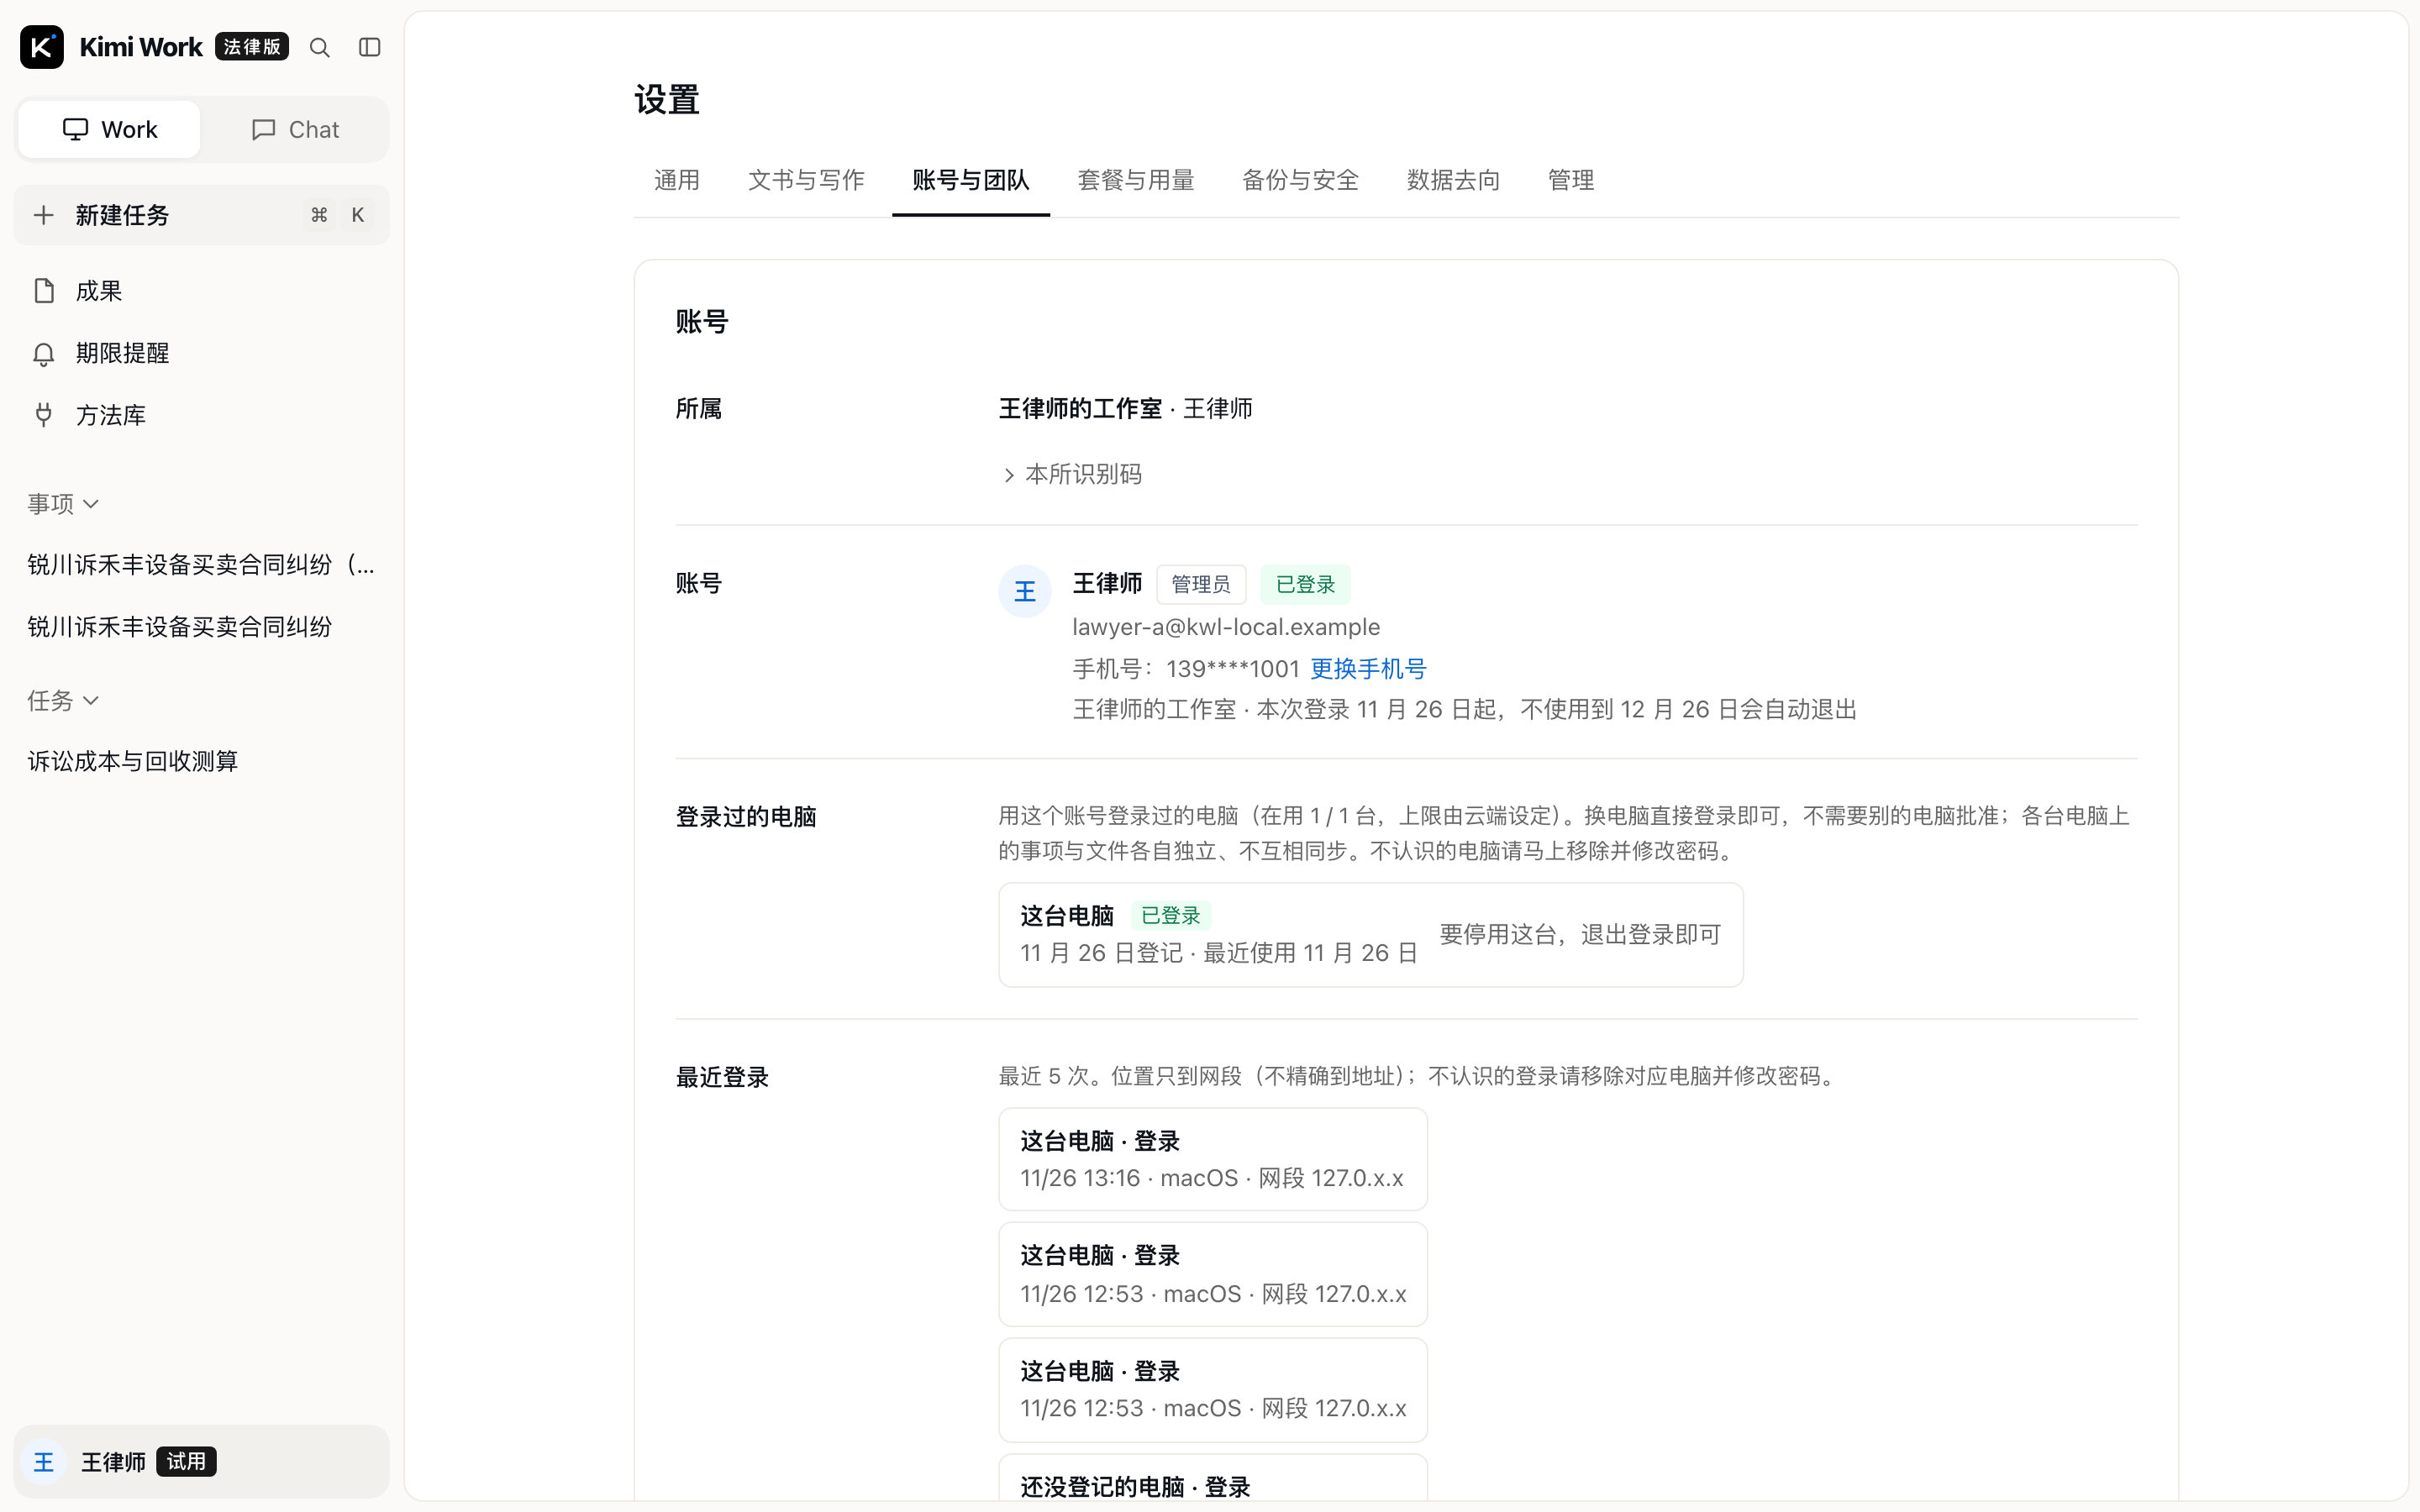 Kimi Work 法律版
Work
Chat
新建任务 ⌘ K
成果
期限提醒
方法库
事项
锐川诉禾丰设备买卖合同纠纷（...
锐川诉禾丰设备买卖合同纠纷
任务
诉讼成本与回收测算
王 王律师 试用
设置
通用 文书与写作 账号与团队 套餐与用量 备份与安全 数据去向 管理
账号
所属
王律师的工作室 · 王律师
本所识别码
账号
王 王律师 管理员 已登录
lawyer-a@kwl-local.example
手机号：139****1001 更换手机号
王律师的工作室 · 本次登录 11 月 26 日起，不使用到 12 月 26 日会自动退出
登录过的电脑
用这个账号登录过的电脑（在用 1 / 1 台，上限由云端设定）。换电脑直接登录即可，不需要别的电脑批准；各台电脑上
的事项与文件各自独立、不互相同步。不认识的电脑请马上移除并修改密码。
这台电脑 已登录
11 月 26 日登记 · 最近使用 11 月 26 日
要停用这台，退出登录即可
最近登录
最近 5 次。位置只到网段（不精确到地址）；不认识的登录请移除对应电脑并修改密码。
这台电脑 · 登录
11/26 13:16 · macOS · 网段 127.0.x.x
这台电脑 · 登录
11/26 12:53 · macOS · 网段 127.0.x.x
这台电脑 · 登录
11/26 12:53 · macOS · 网段 127.0.x.x
还没登记的电脑 · 登录